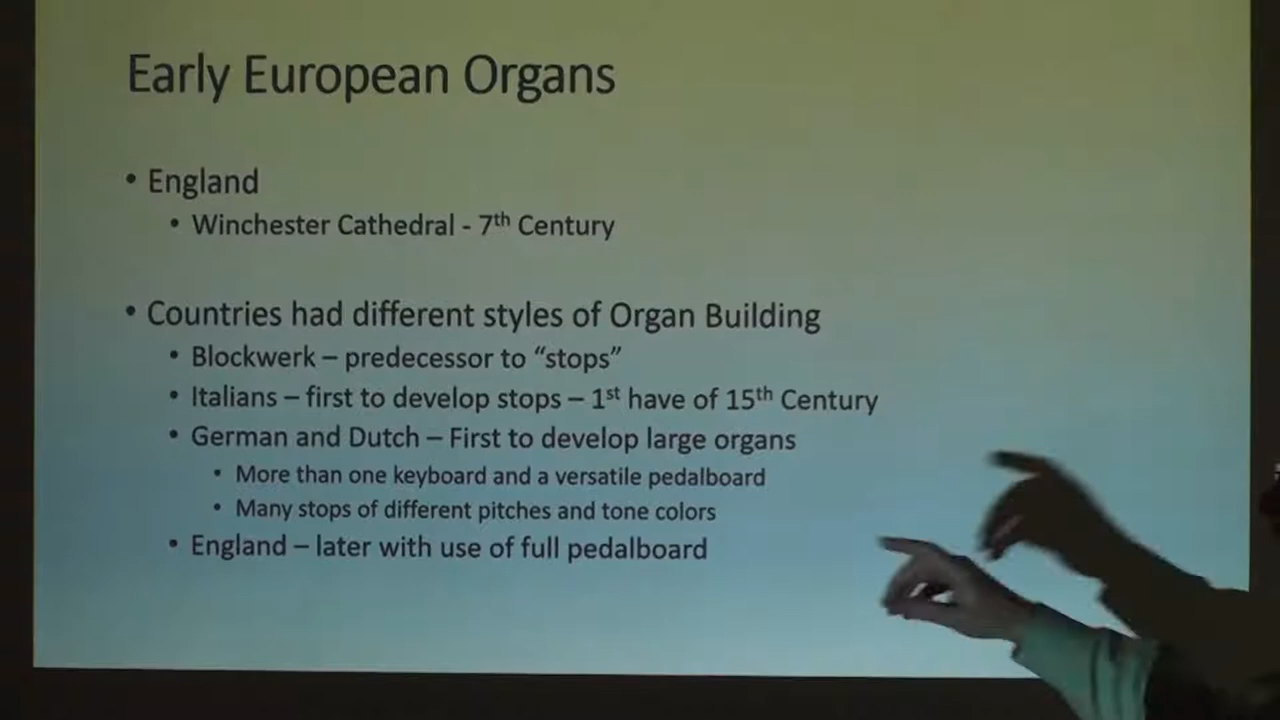 Early European Organs
• England
• Winchester Cathedral - 7th Century
• Countries had different styles of Organ Building
• Blockwerk – predecessor to “stops”
• Italians – first to develop stops – 1st have of 15th Century
• German and Dutch – First to develop large organs
• More than one keyboard and a versatile pedalboard
• Many stops of different pitches and tone colors
• England – later with use of full pedalboard